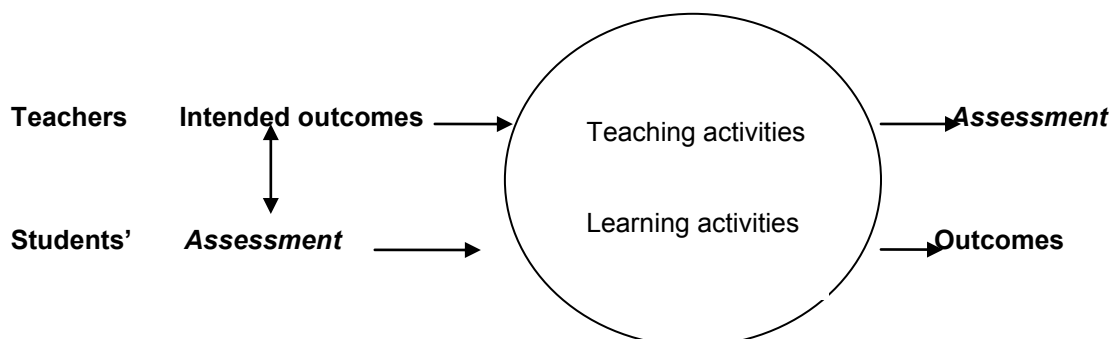 Teachers Intended outcomes Teaching activities Assessment
Students’ Assessment Learning activities Outcomes